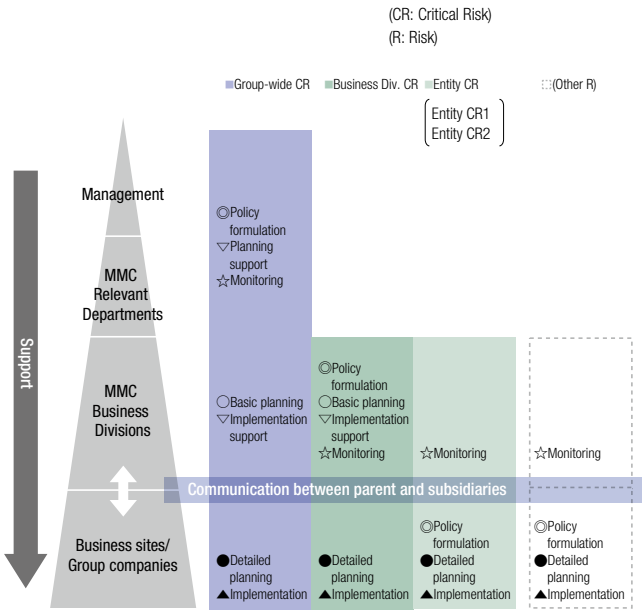 (CR: Critical Risk)
(R: Risk)
Group-wide CR
Business Div. CR
Entity CR
(Other R)
Entity CR1
Entity CR2
Support
Management
MMC
Relevant
Departments
MMC
Business
Divisions
Business sites/
Group companies
◎Policy
formulation
▽Planning
support
☆Monitoring
○Basic planning
▽Implementation
support
◎Policy
formulation
○Basic planning
▽Implementation
support
☆Monitoring
☆Monitoring
☆Monitoring
Communication between parent and subsidiaries
●Detailed
planning
▲Implementation
●Detailed
planning
▲Implementation
◎Policy
formulation
●Detailed
planning
▲Implementation
◎Policy
formulation
●Detailed
planning
▲Implementation